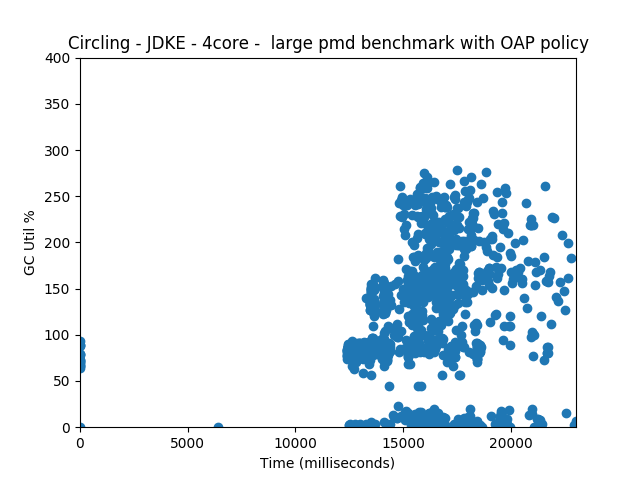 Circling - JDKE - 4core -  large pmd benchmark with OAP policy
400
350
300
250
200
150
100
50
0
GC Util %
0 5000 10000 15000 20000
Time (milliseconds)